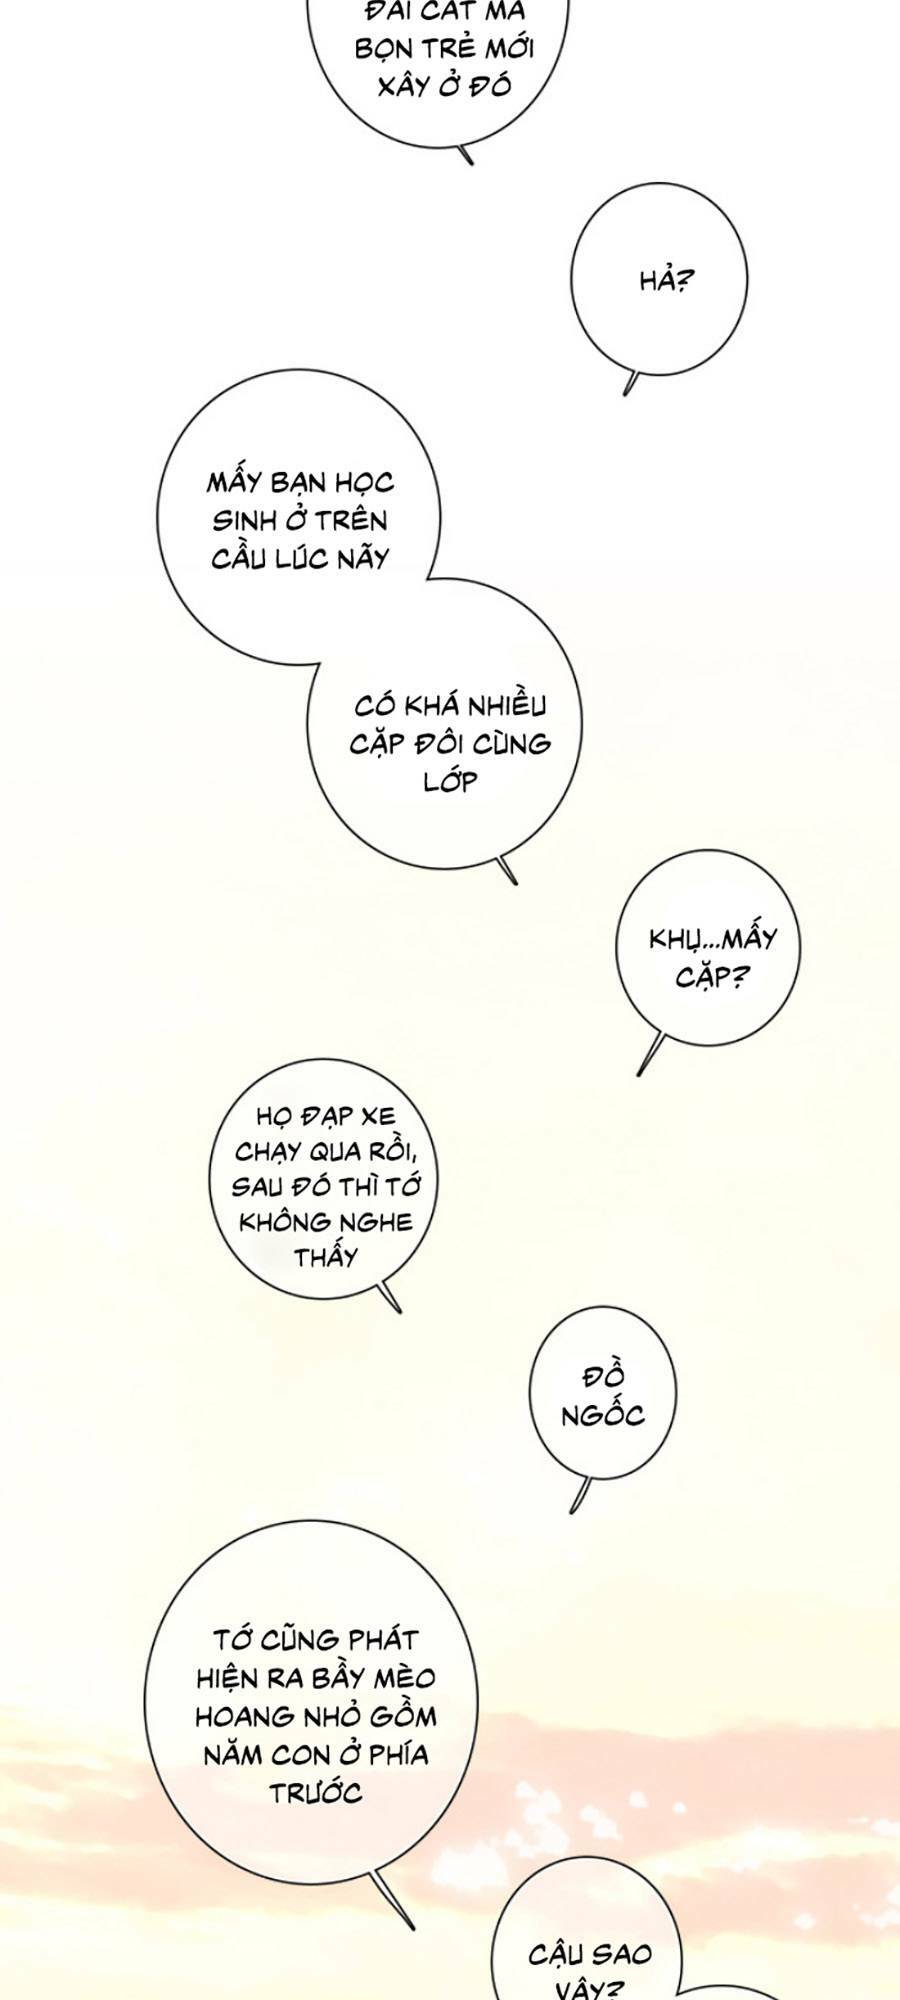 ĐÀI CÁT MÀ
BỌN TRẺ MỚI
XÂY Ở ĐÓ
HẢ?
MẤY BẠN HỌC
SINH Ở TRÊN
CẦU LÚC NÃY
CÓ KHÁ NHIỀU
CẶP ĐÔI CÙNG
LỚP
KHỤ...MẤY
CẶP?
HỌ ĐẠP XE
CHẠY QUA RỒI,
SAU ĐÓ THÌ TỚ
KHÔNG NGHE
THẤY
ĐỒ
NGỐC
TỚ CŨNG PHÁT
HIỆN RA BẦY MÈO
HOANG NHỎ GỒM
NĂM CON Ở PHÍA
TRƯỚC
CẬU SAO
VẬY?